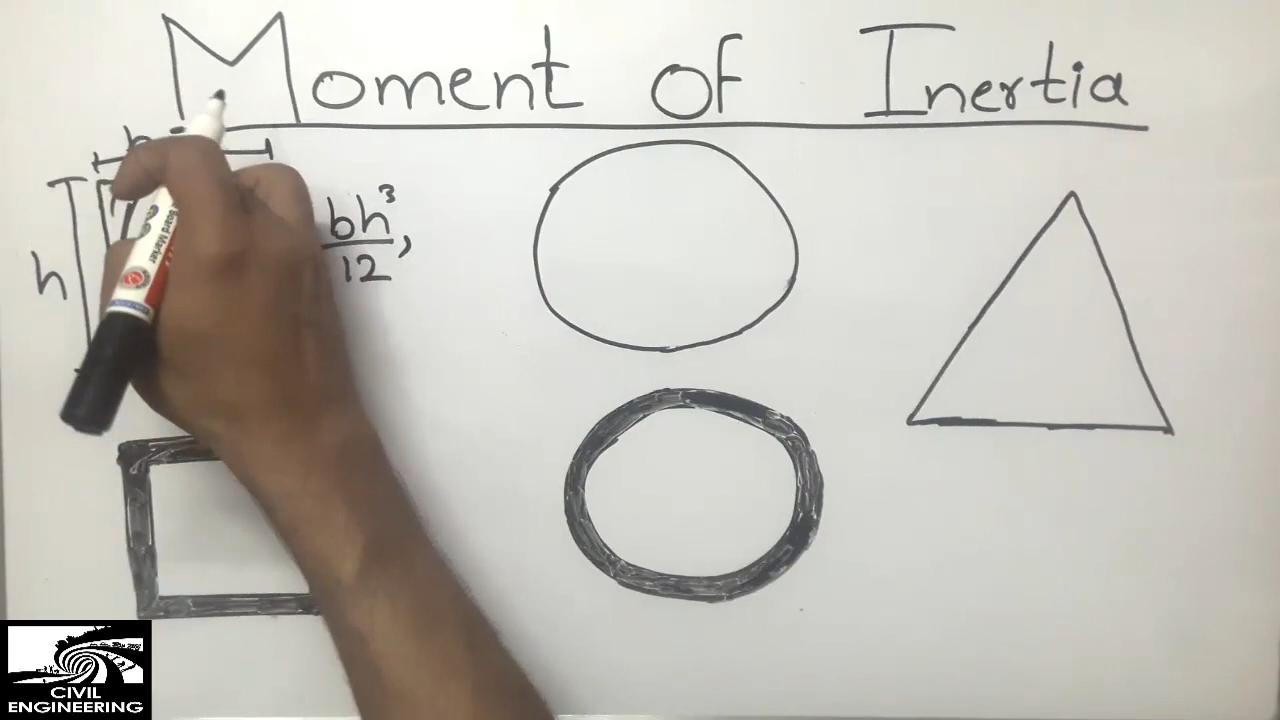 Moment of Inertia
b
h
bh³
12,
CIVIL
ENGINEERING